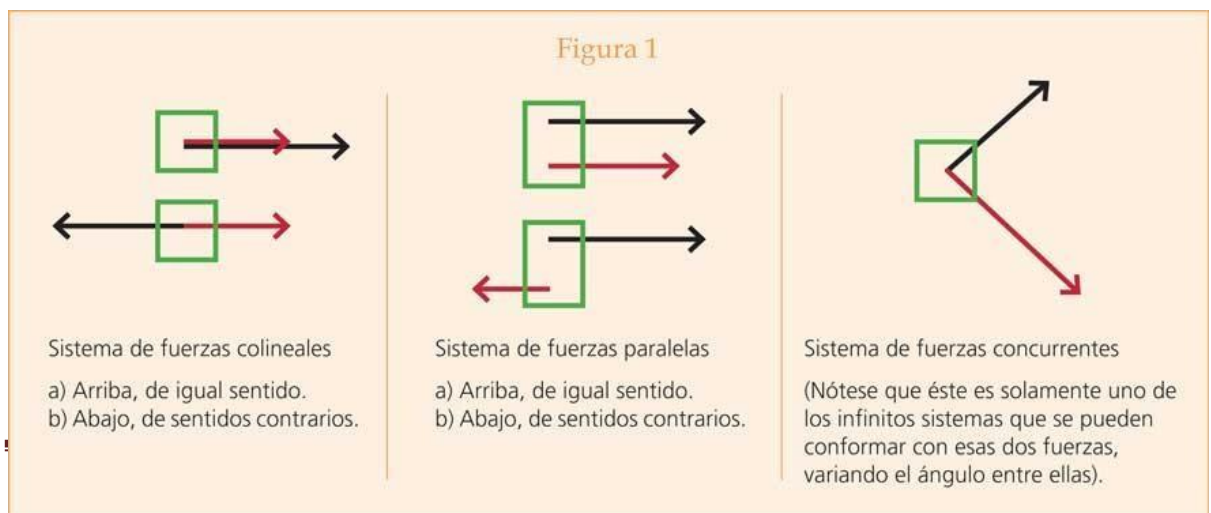 Figura 1
Sistema de fuerzas colineales
a) Arriba, de igual sentido.
b) Abajo, de sentidos contrarios.
Sistema de fuerzas paralelas
a) Arriba, de igual sentido.
b) Abajo, de sentidos contrarios.
Sistema de fuerzas concurrentes
(Nótese que éste es solamente uno de
los infinitos sistemas que se pueden
conformar con esas dos fuerzas,
variando el ángulo entre ellas).